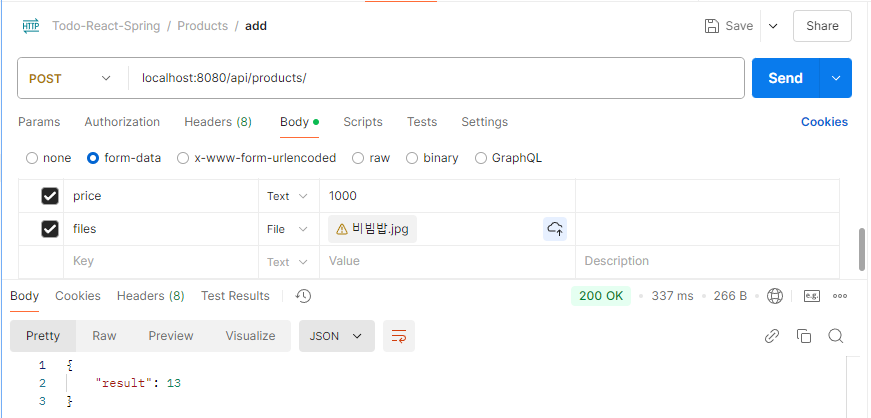 HTTP Todo-React-Spring / Products / add Save Share
POST localhost:8080/api/products/ Send
Params Authorization Headers (8) Body Scripts Tests Settings Cookies
none form-data x-www-form-urlencoded raw binary GraphQL
price Text 1000
files File 비빔밥.jpg
Key Text Value Description
Body Cookies Headers (8) Test Results 200 OK 337 ms 266 B e.g.
Pretty Raw Preview Visualize JSON
1 {
2 "result": 13
3 }